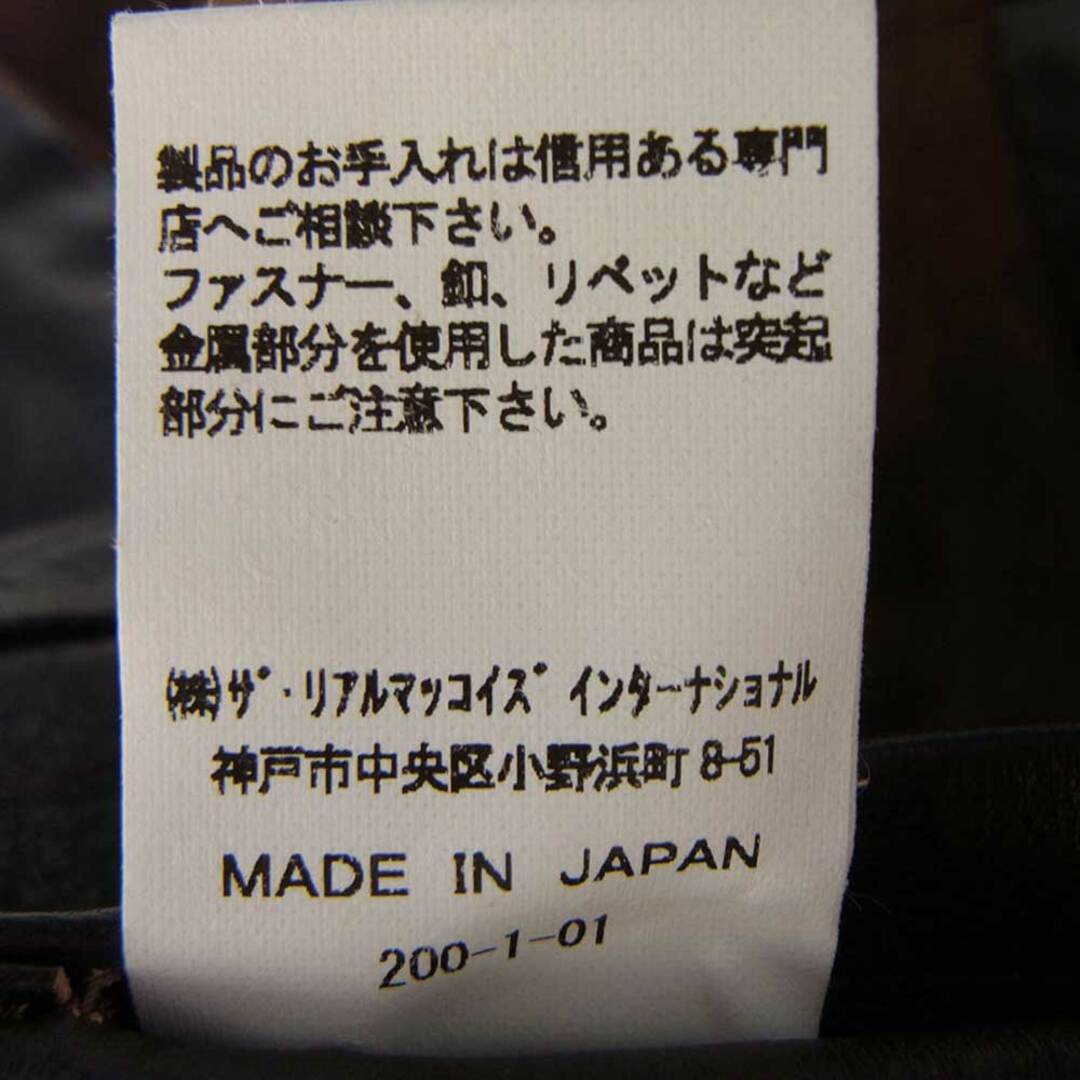 製品のお手入れは信用ある専門
店へご相談下さい。
ファスナー、釦、リベットなど
金属部分を使用した商品は突起
部分にご注意下さい。
㈱ザ・リアルマッコイズ インターナショナル
神戸市中央区小野浜町8-51
MADE IN JAPAN
200-1-01